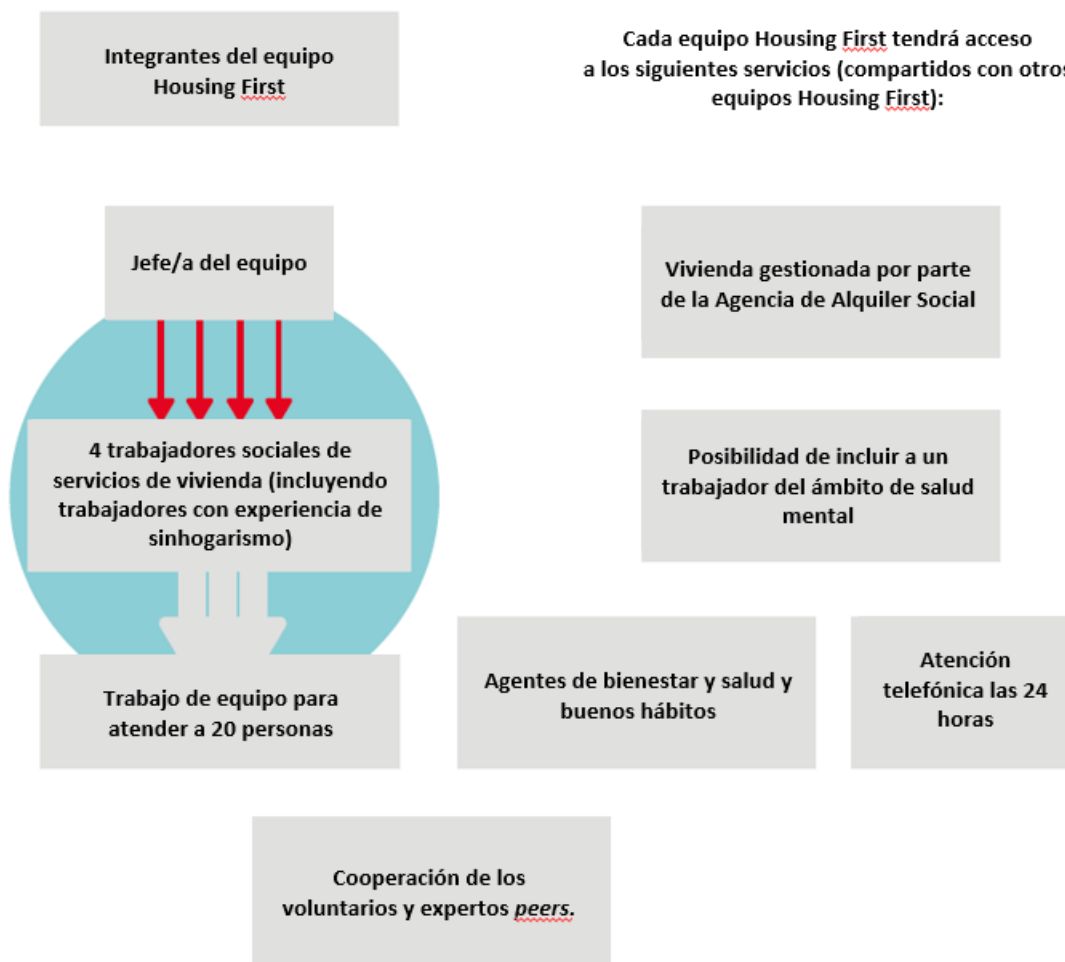 Integrantes del equipo
Housing First
Cada equipo Housing First tendrá acceso
a los siguientes servicios (compartidos con otros
equipos Housing First):
Jefe/a del equipo
Vivienda gestionada por parte
de la Agencia de Alquiler Social
4 trabajadores sociales de
servicios de vivienda (incluyendo
trabajadores con experiencia de
sinhogarismo)
Posibilidad de incluir a un
trabajador del ámbito de salud
mental
Trabajo de equipo para
atender a 20 personas
Agentes de bienestar y salud y
buenos hábitos
Atención
telefónica las 24
horas
Cooperación de los
voluntarios y expertos peers.